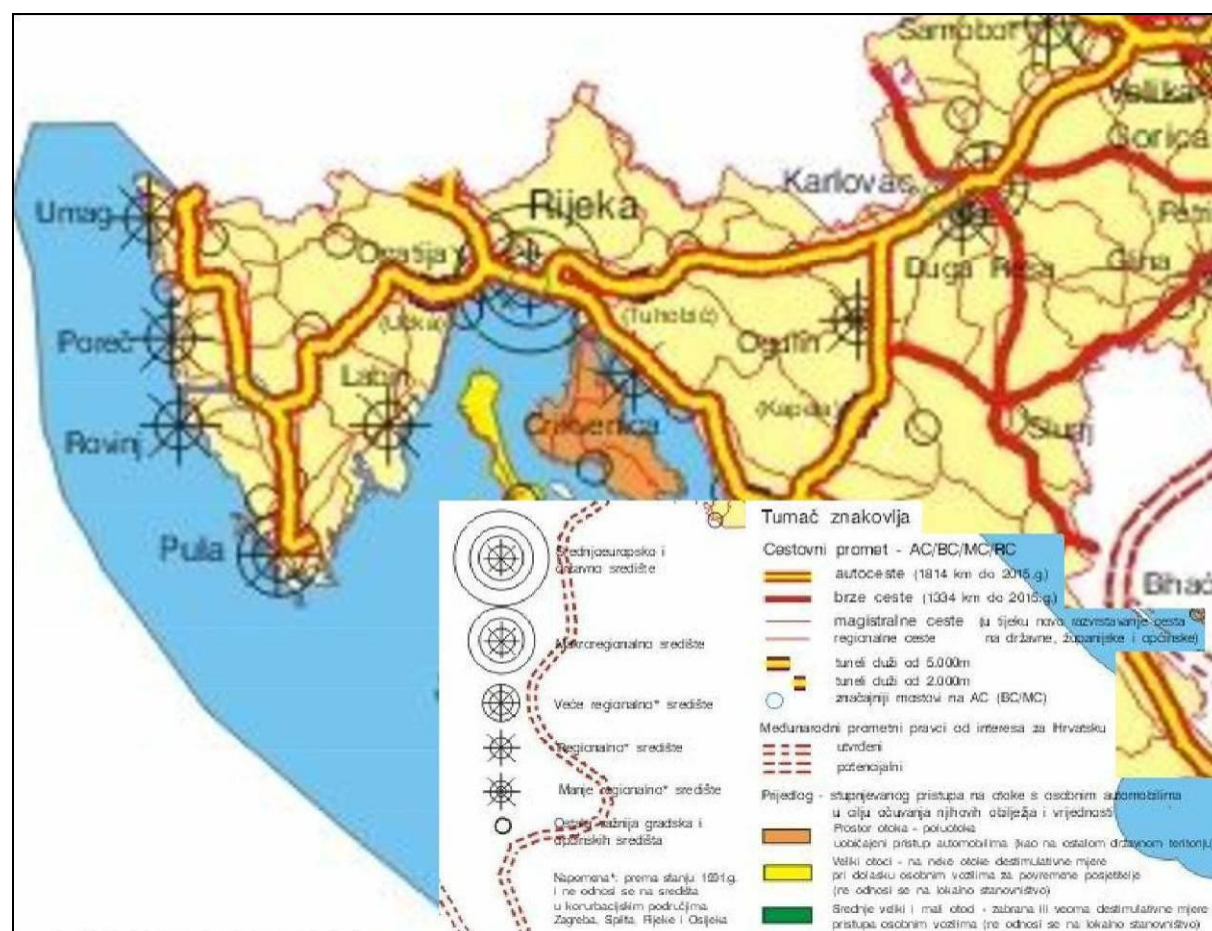 Samobor
Velika
Gorica
Karlovac
Rijeka
Umag
Opatija
Petri
Duga Resa
Glina
(Učka)
(Tuhobić)
Poreč
Ogulin
Labin
(Kapela)
Rovinj
Crikvenica
Slunj
Pula
Bihać
Srednjoeuropsko i
državno središte
Makroregionalno središte
Veće regionalno* središte
Regionalno* središte
Manje regionalno* središte
Ostala važnija gradska i
općinskih središta
Napomena*: prema stanju 1991.g.
i ne odnosi se na središta
u konurbacijskim područjima
Zagreba, Splita, Rijeke i Osijeka
Tumač znakovlja
Cestovni promet - AC/BC/MC/RC
autoceste (1814 km do 2015.g.)
brze ceste (1334 km do 2015.g.)
magistralne ceste (u tijeku novo razvrstavanje cesta
regionalne ceste na državne, županijske i općinske)
tuneli duži od 5.000m
tuneli duži od 2.000m
značajniji mostovi na AC (BC/MC)
Međunarodni prometni pravci od interesa za Hrvatsku
utvrđeni
potencijalni
Prijedlog - stupnjevanog pristupa na otoke s osobnim automobilima
u cilju očuvanja njihovih obilježja i vrijednosti
Prostor otoka - poluotoka
uobičajeni pristup automobilima (kao na ostalom državnom teritoriju)
Veliki otoci - na neke otoke destimulativne mjere
pri dolasku osobnim vozilima za povremene posjetitelje
(ne odnosi se na lokalno stanovništvo)
Srednje veliki i mali otoci - zabrana ili veoma destimulativne mjere
pristupa osobnim vozilima (ne odnosi se na lokalno stanovništvo)